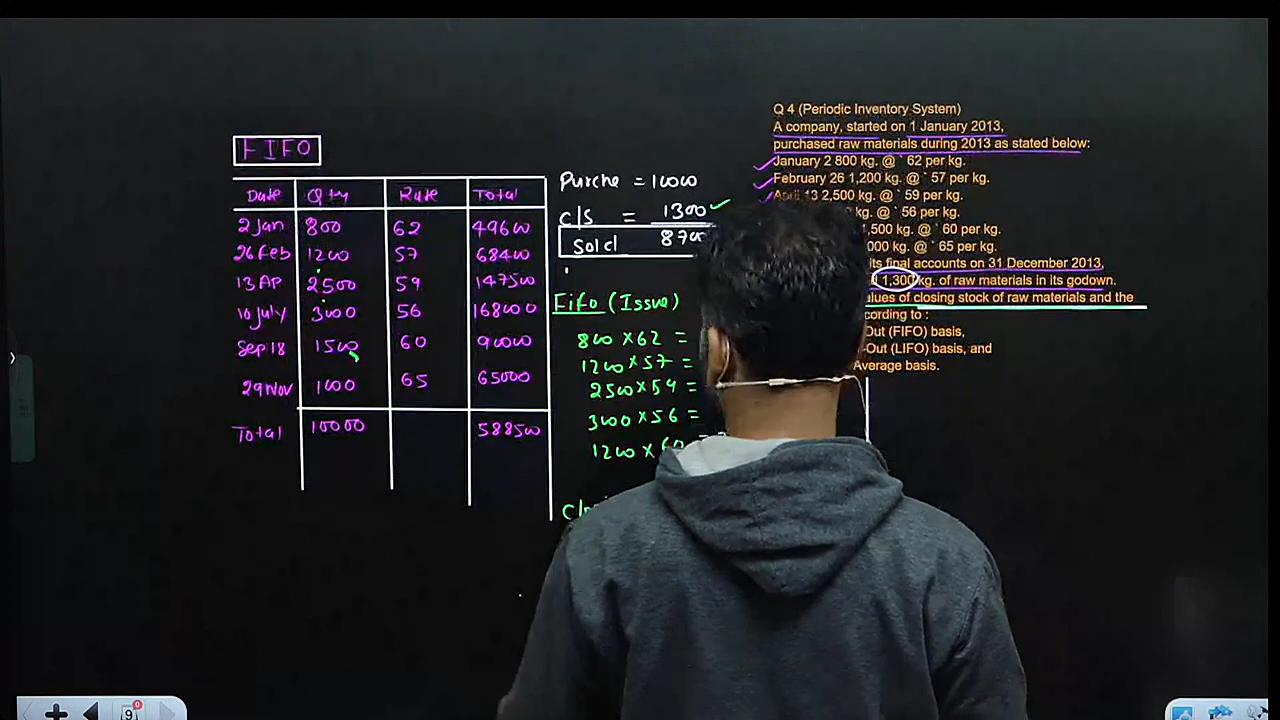 FIFO
Date Qty Rate Total
2 Jan 800 62 49600
26 Feb 1200 57 68400
13 AP 2500 59 147500
10 July 3000 56 168000
Sep 18 1500 60 90000
29 Nov 1000 65 65000
Total 10000 588500
Purche = 10000
c/s = 1300
Sold 8700
Fifo (Issue)
800 × 62 =
1200 × 57 =
2500 × 59 =
3000 × 56 =
1200 ×
Q 4 (Periodic Inventory System)
A company, started on 1 January 2013,
purchased raw materials during 2013 as stated below:
January 2 800 kg. @ ` 62 per kg.
February 26 1,200 kg. @ ` 57 per kg.
April 13 2,500 kg. @ ` 59 per kg.
kg. @ ` 56 per kg.
,500 kg. @ ` 60 per kg.
000 kg. @ ` 65 per kg.
its final accounts on 31 December 2013,
1,300 kg. of raw materials in its godown.
alues of closing stock of raw materials and the
cording to :
Out (FIFO) basis,
-Out (LIFO) basis, and
Average basis.
9
0